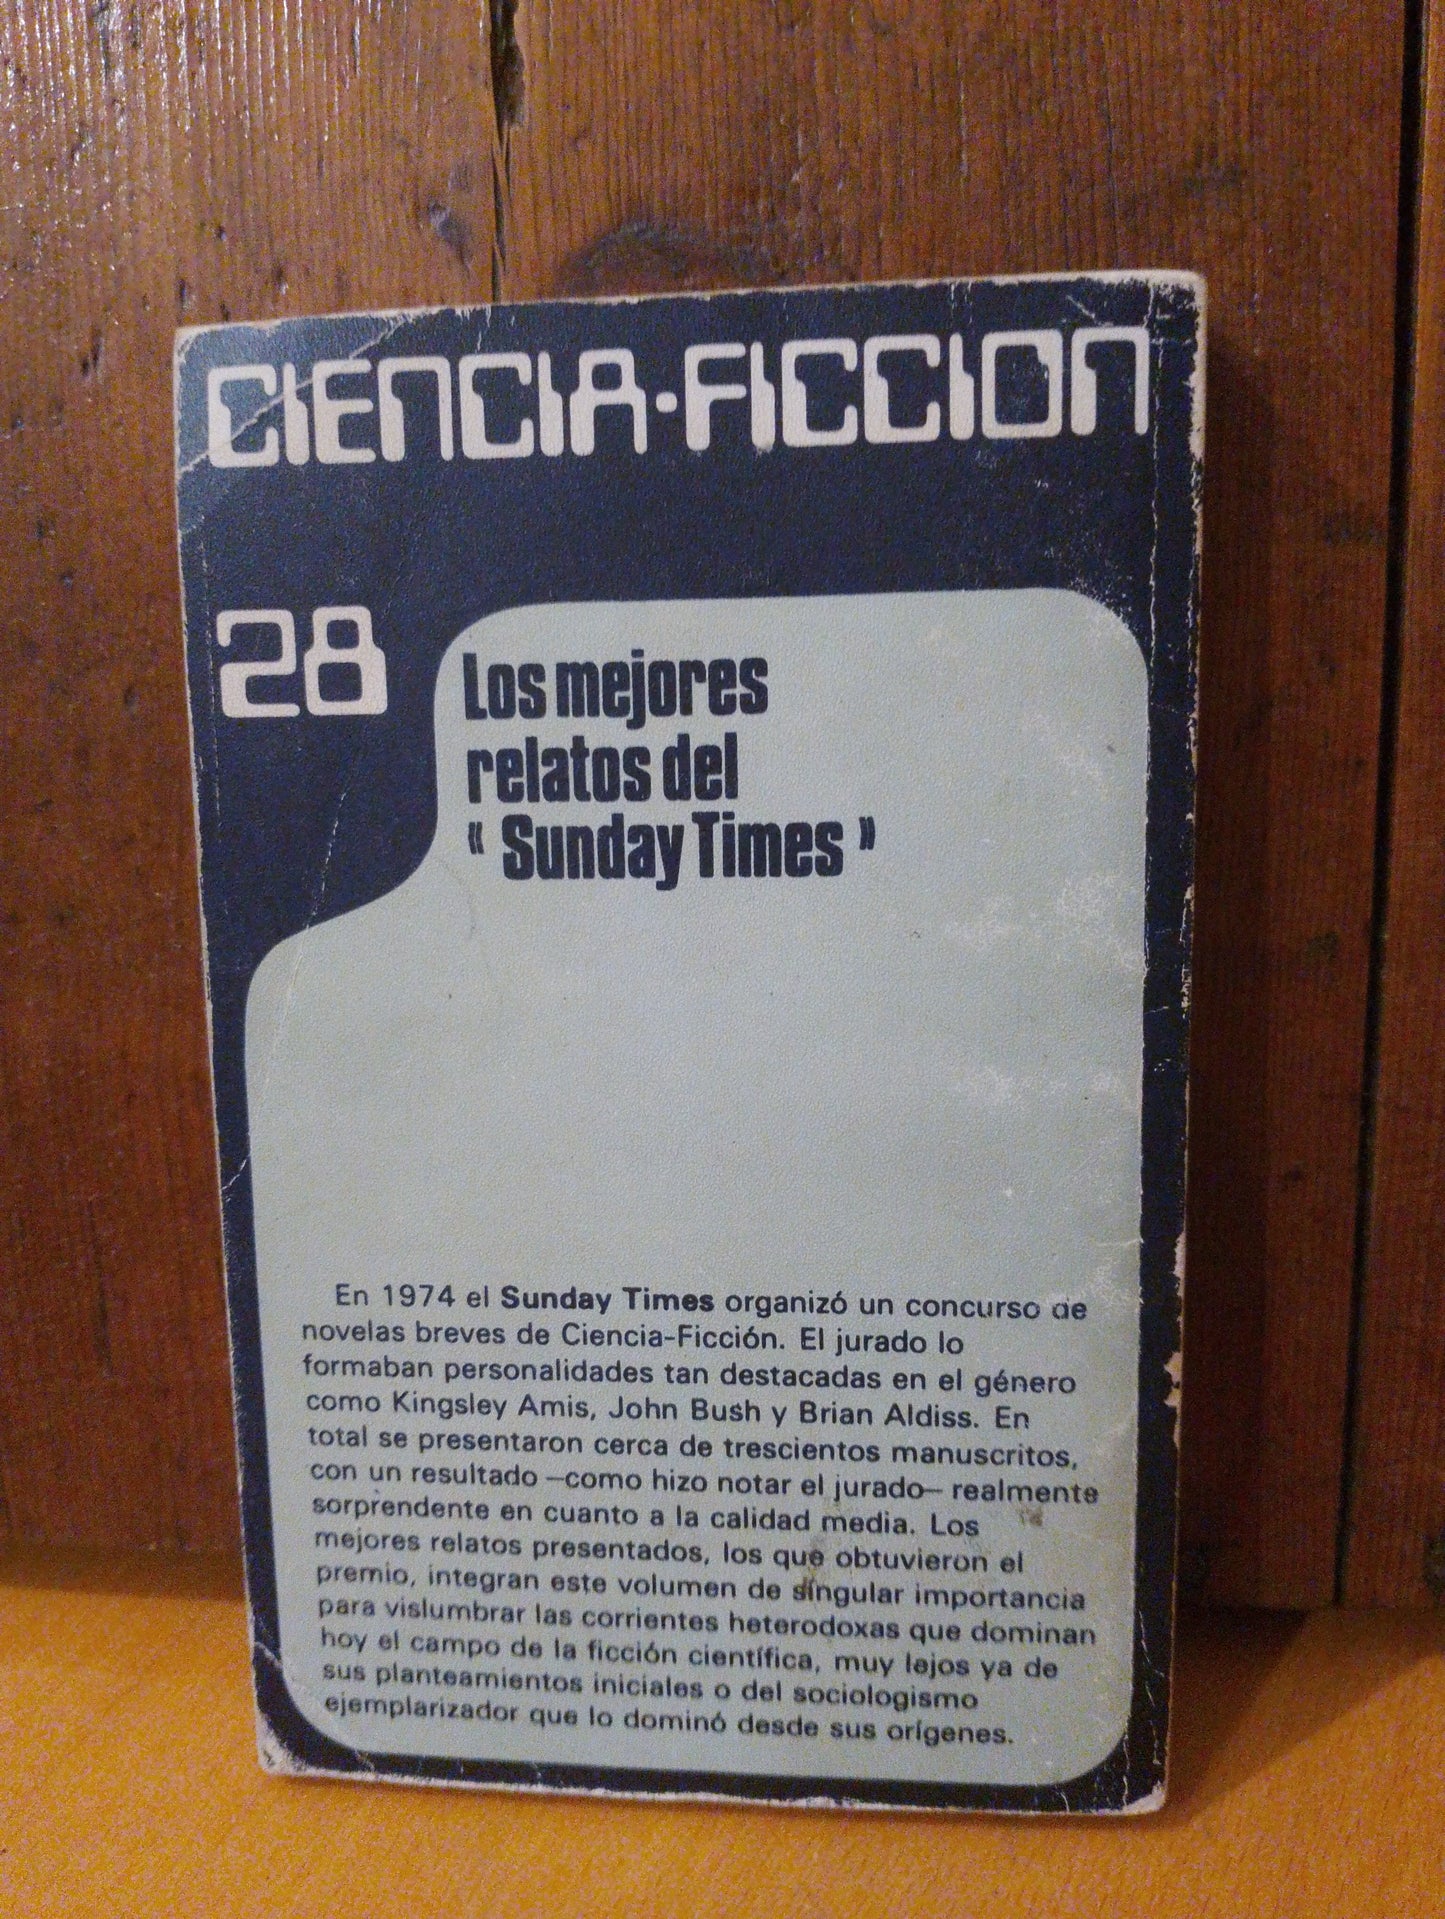 CIENCIA·FICCION
28
Los mejores
relatos del
“Sunday Times”
En 1974 el Sunday Times organizó un concurso de
novelas breves de Ciencia-Ficción. El jurado lo
formaban personalidades tan destacadas en el género
como Kingsley Amis, John Bush y Brian Aldiss. En
total se presentaron cerca de trescientos manuscritos,
con un resultado —como hizo notar el jurado— realmente
sorprendente en cuanto a la calidad media. Los
mejores relatos presentados, los que obtuvieron el
premio, integran este volumen de singular importancia
para vislumbrar las corrientes heterodoxas que dominan
hoy el campo de la ficción científica, muy lejos ya de
sus planteamientos iniciales o del sociologismo
ejemplarizador que lo dominó desde sus orígenes.